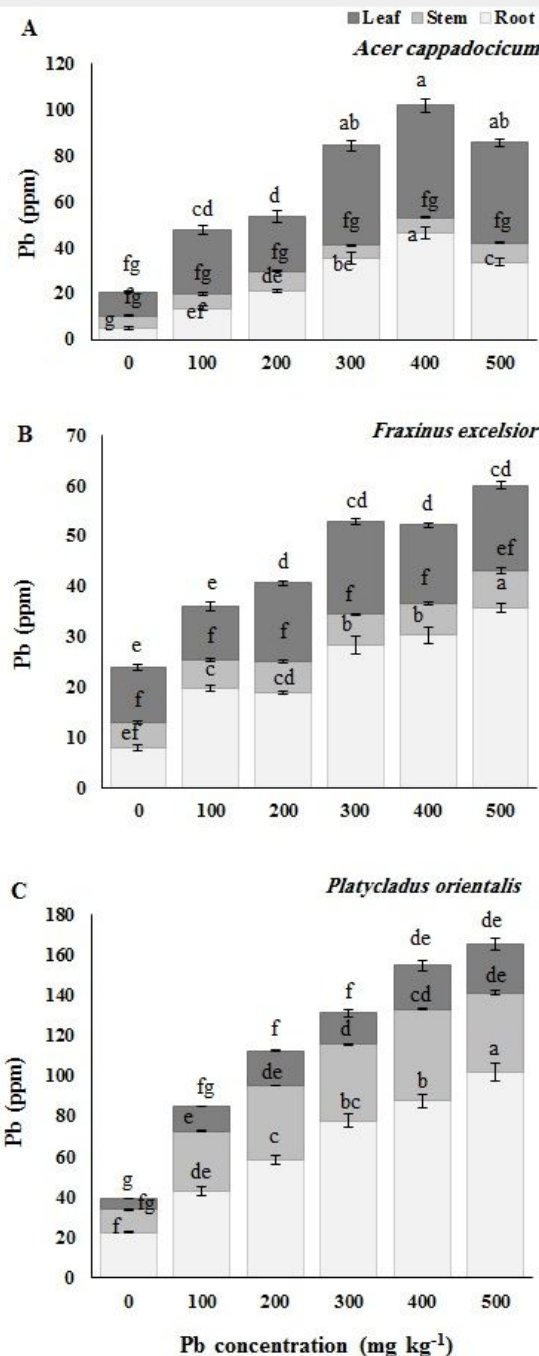 A
Leaf Stem Root
Acer cappadocicum
120
100
80
60
40
20
0
Pb (ppm)
fg
fg
g
cd
fg
ef
d
fg
de
ab
fg
bc
a
fg
a
ab
fg
c
0 100 200 300 400 500
B
Fraxinus excelsior
70
60
50
40
30
20
10
0
Pb (ppm)
e
f
ef
e
f
c
d
f
cd
cd
f
b
d
f
b
cd
ef
a
0 100 200 300 400 500
C
Platycladus orientalis
180
160
140
120
100
80
60
40
20
0
Pb (ppm)
g
fg
f
fg
e
de
f
de
c
f
d
bc
de
cd
b
de
de
a
0 100 200 300 400 500
Pb concentration (mg kg⁻¹)